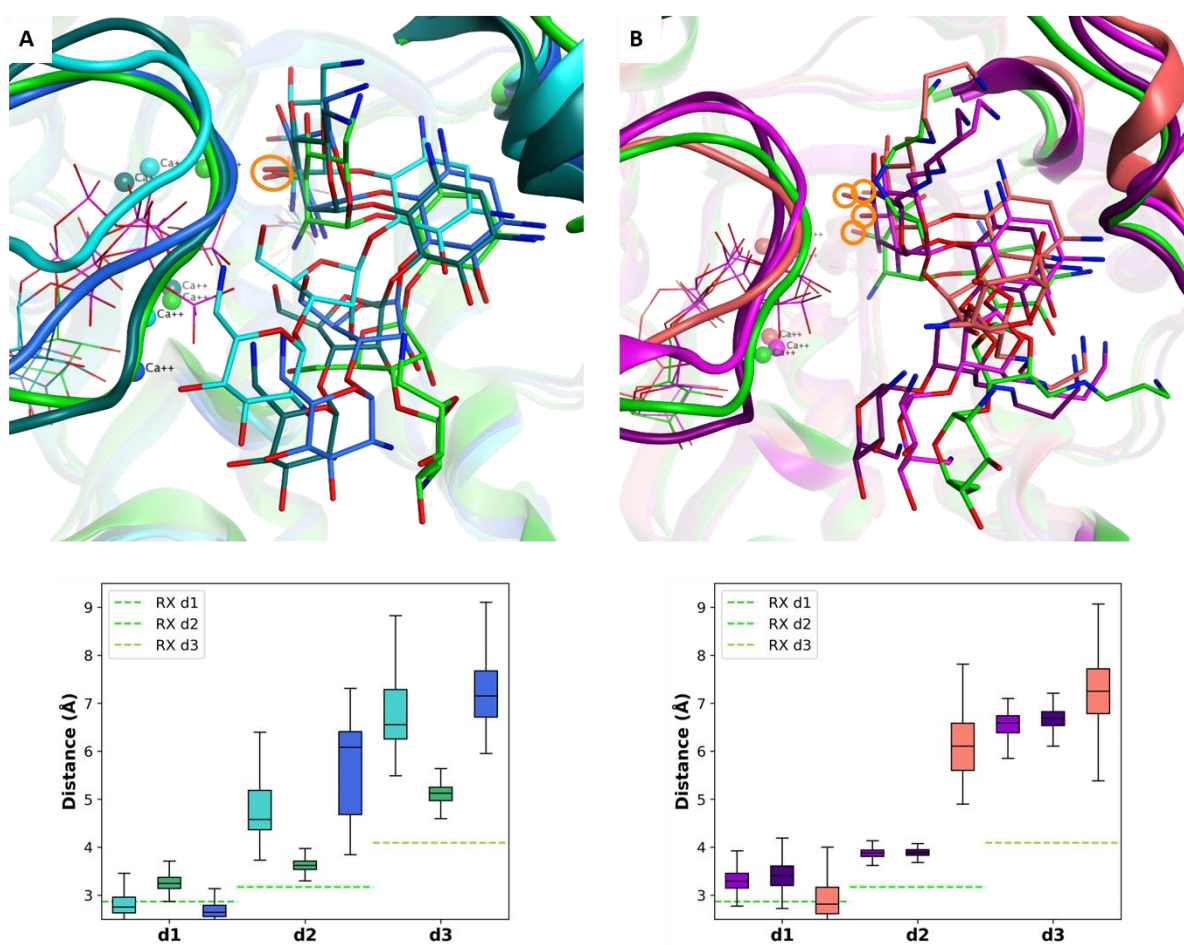 A
Ca++
Ca++
++
Ca++
Ca++
Ca++
Ca++
B
++
Ca++
Ca++
Ca++
9
8
7
6
5
4
3
Distance (Å)
RX d1
RX d2
RX d3
d1
d2
d3
9
8
7
6
5
4
3
Distance (Å)
RX d1
RX d2
RX d3
d1
d2
d3